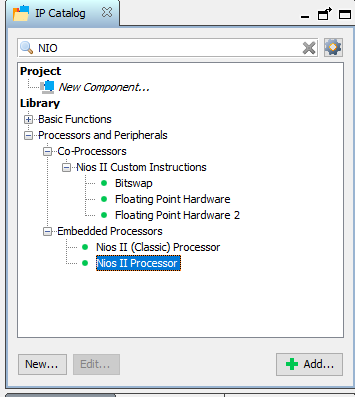 IP Catalog
NIO
Project
New Component...
Library
Basic Functions
Processors and Peripherals
Co-Processors
Nios II Custom Instructions
Bitswap
Floating Point Hardware
Floating Point Hardware 2
Embedded Processors
Nios II (Classic) Processor
Nios II Processor
New... Edit... Add...